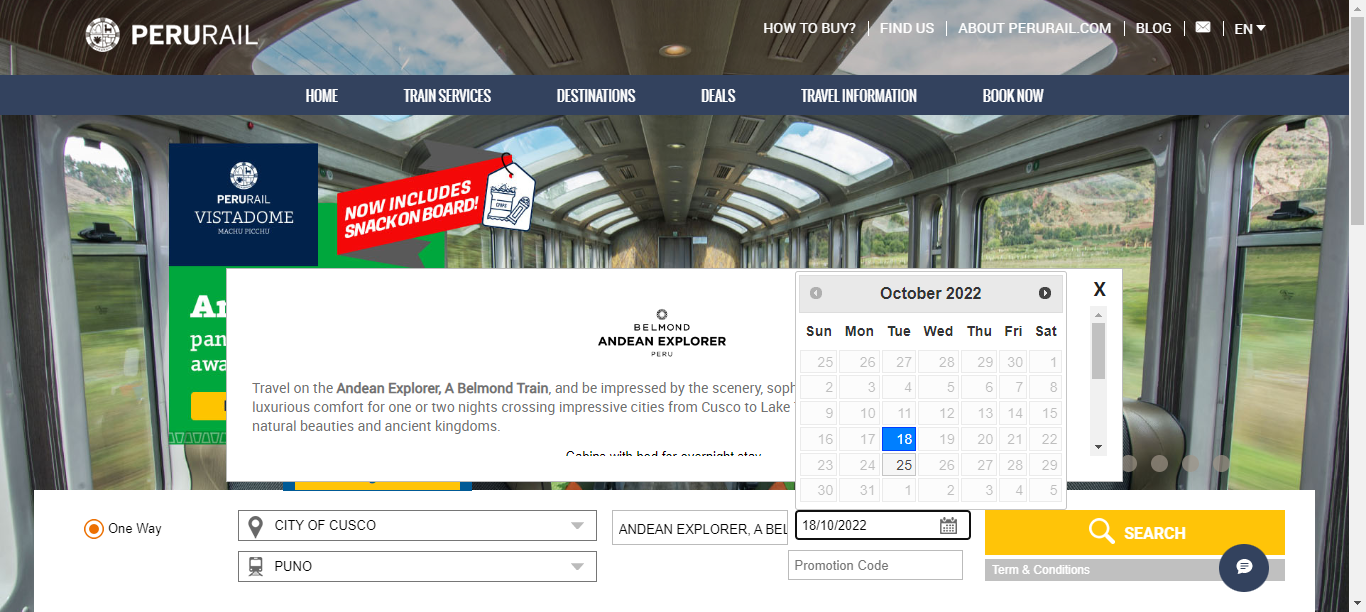 PERURAIL
HOW TO BUY?
FIND US
ABOUT PERURAIL.COM
BLOG
EN
HOME
TRAIN SERVICES
DESTINATIONS
DEALS
TRAVEL INFORMATION
BOOK NOW
PERURAIL
VISTADOME
MACHU PICCHU
NOW INCLUDES
SNACK ON BOARD!
pan
awa
BELMOND
ANDEAN EXPLORER
PERU
Travel on the Andean Explorer, A Belmond Train, and be impressed by the scenery, soph
luxurious comfort for one or two nights crossing impressive cities from Cusco to Lake
natural beauties and ancient kingdoms.
Cabins with bed for overnight stay
X
October 2022
Sun Mon Tue Wed Thu Fri Sat
25 26 27 28 29 30 1
2 3 4 5 6 7 8
9 10 11 12 13 14 15
16 17 18 19 20 21 22
23 24 25 26 27 28 29
30 31 1 2 3 4 5
One Way
CITY OF CUSCO
PUNO
ANDEAN EXPLORER, A BEL
18/10/2022
Promotion Code
SEARCH
Term & Conditions